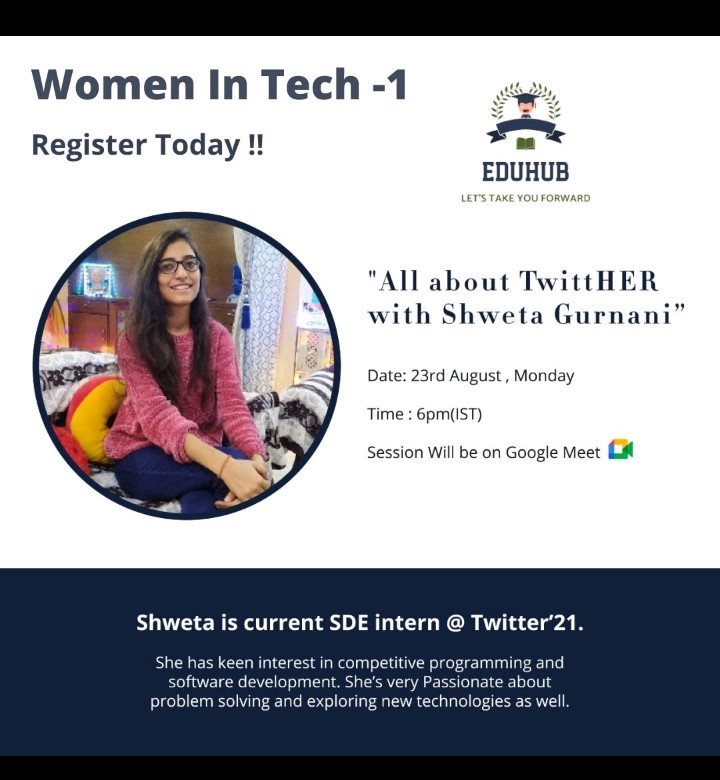 Women In Tech -1
Register Today !!
EDUHUB
LET'S TAKE YOU FORWARD
"All about TwittHER
with Shweta Gurnani”
Date: 23rd August , Monday
Time : 6pm(IST)
Session Will be on Google Meet
Shweta is current SDE intern @ Twitter’21.
She has keen interest in competitive programming and
software development. She’s very Passionate about
problem solving and exploring new technologies as well.